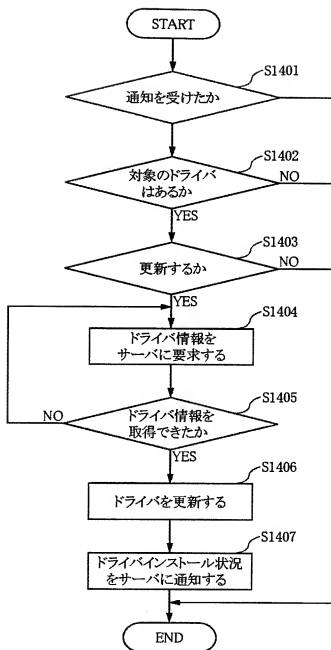 START
S1401
通知を受けたか
S1402
対象のドライバ
はあるか
NO
YES
S1403
更新するか
NO
YES
S1404
ドライバ情報を
サーバに要求する
S1405
ドライバ情報を
取得できたか
NO
YES
S1406
ドライバを更新する
S1407
ドライバインストール状況
をサーバに通知する
END